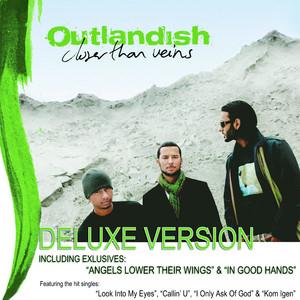 Outlandish
closer than veins
DELUXE VERSION
INCLUDING EXLUSIVES:
"ANGELS LOWER THEIR WINGS" & "IN GOOD HANDS"
Featuring the hit singles:
"Look Into My Eyes", "Callin' U", "I Only Ask Of God" & "Kom Igen"